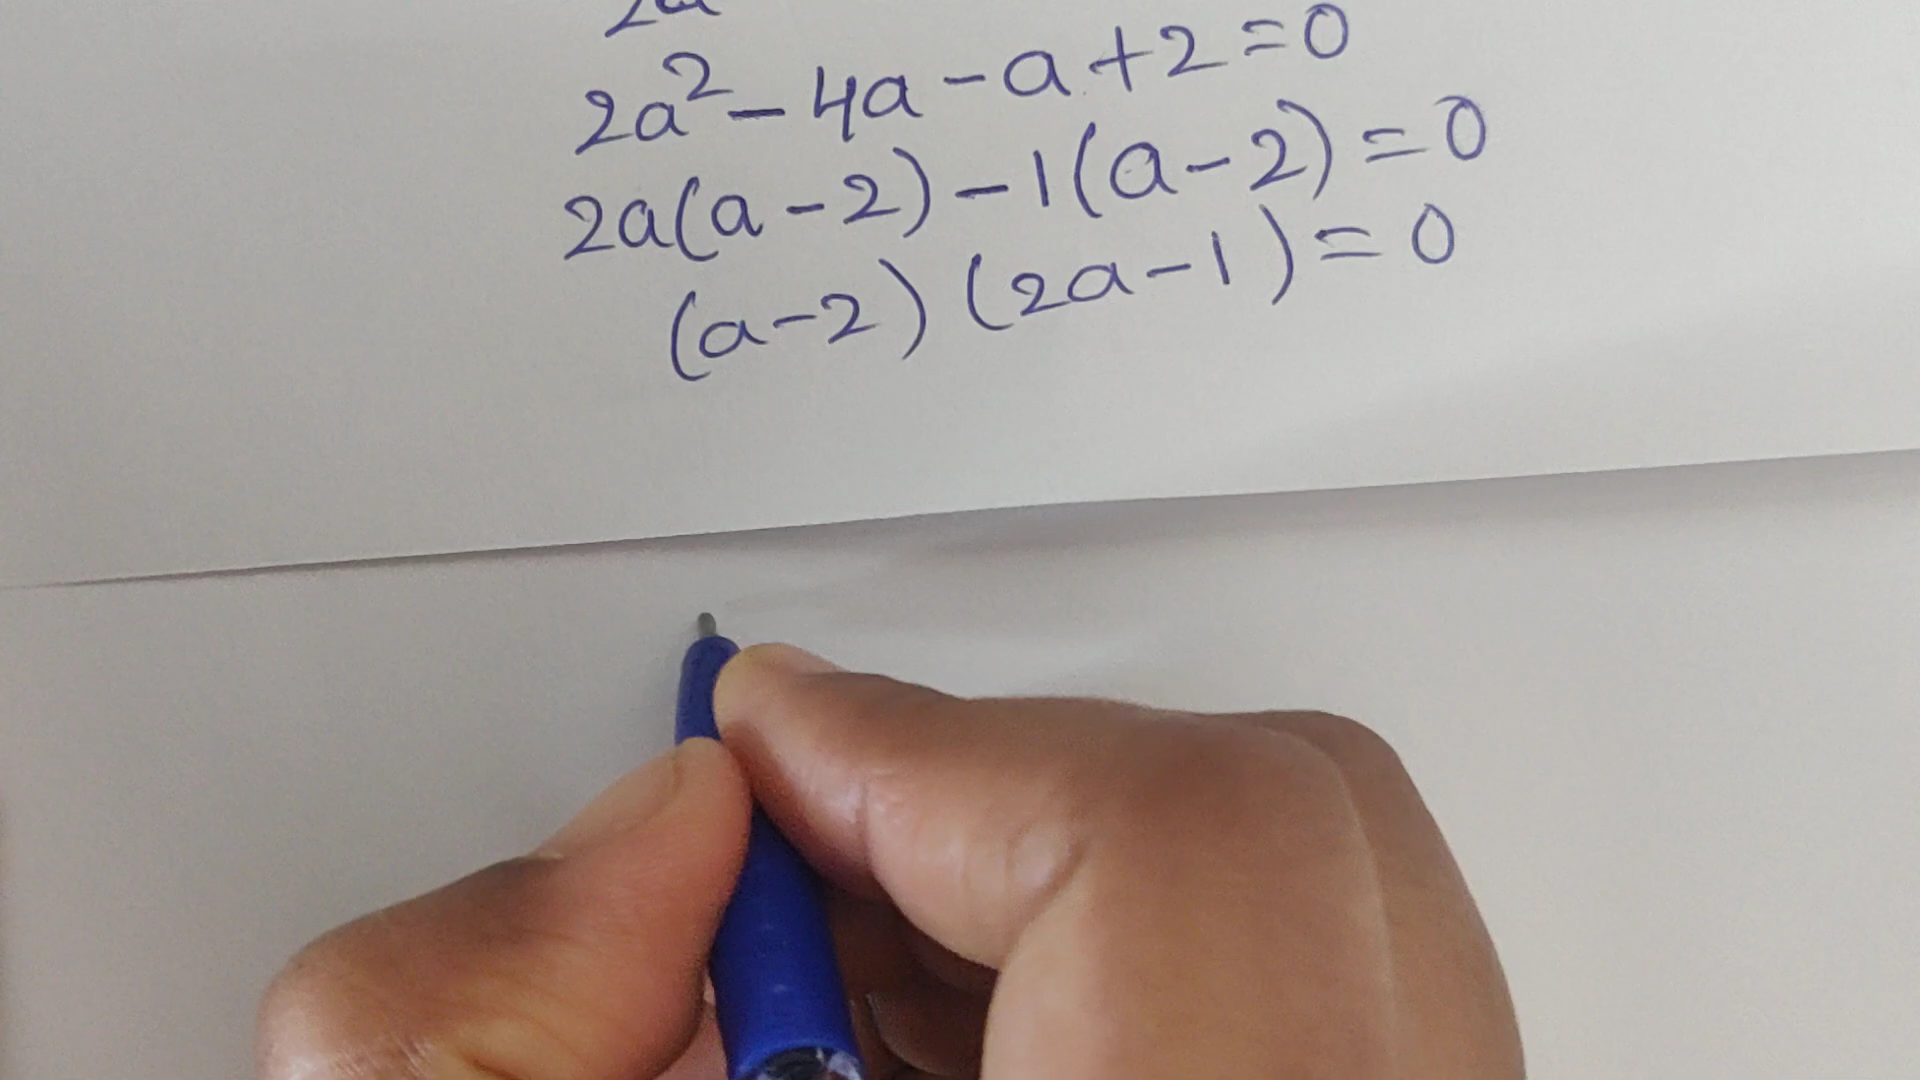 2a² - 4a - a + 2 = 0
2a(a - 2) - 1(a - 2) = 0
(a - 2) (2a - 1) = 0